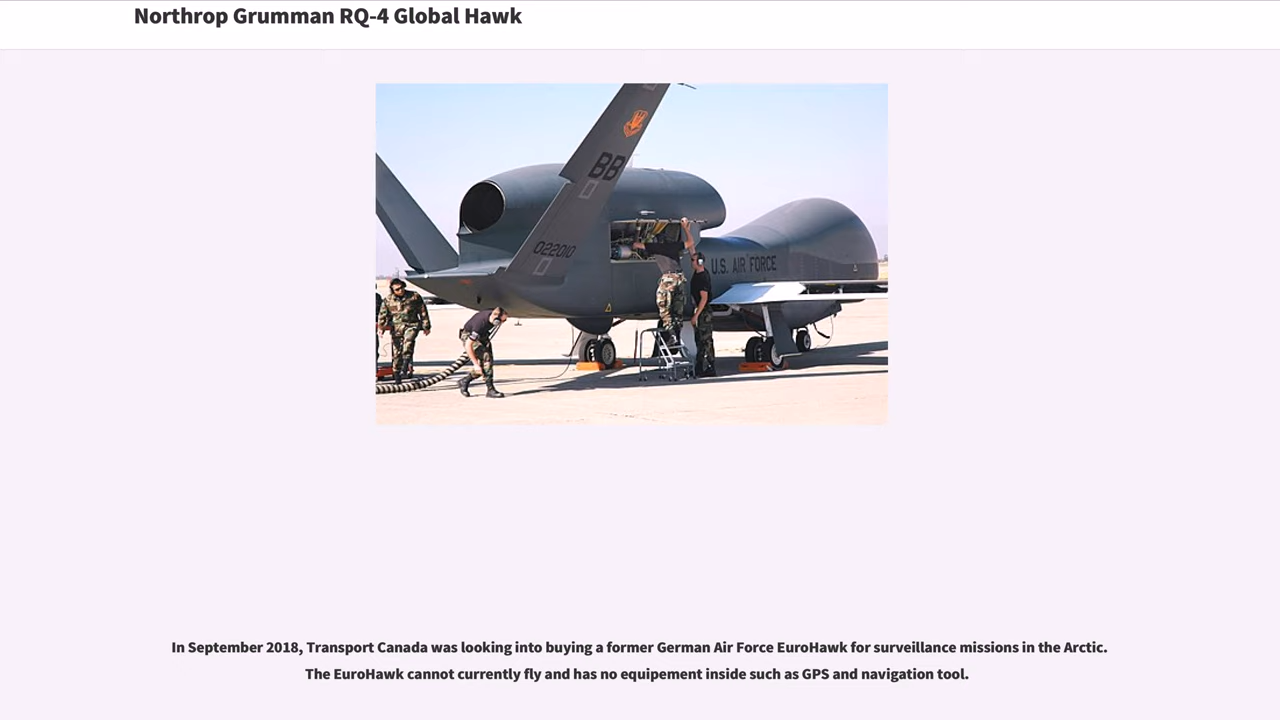 Northrop Grumman RQ-4 Global Hawk
BB
022010
U.S. AIR FORCE
In September 2018, Transport Canada was looking into buying a former German Air Force EuroHawk for surveillance missions in the Arctic.
The EuroHawk cannot currently fly and has no equipement inside such as GPS and navigation tool.